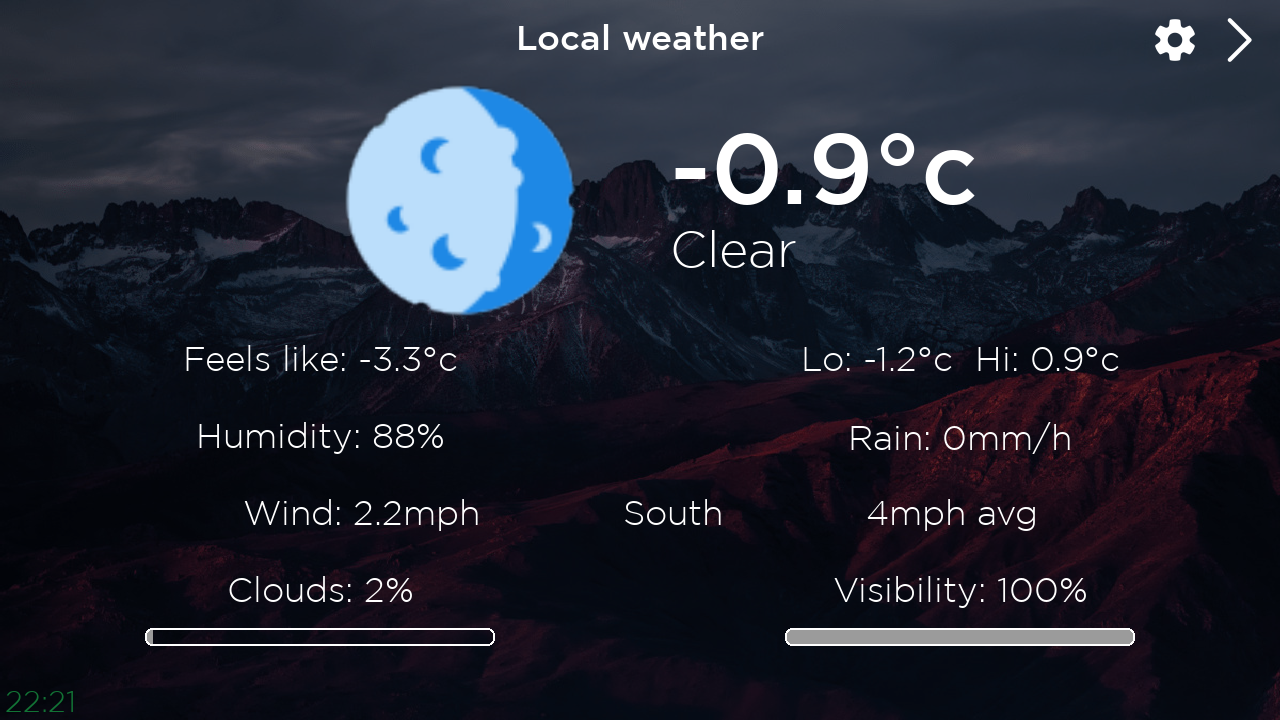 Local weather
-0.9°c
Clear
Feels like: -3.3°c
Lo: -1.2°c  Hi: 0.9°c
Humidity: 88%
Rain: 0mm/h
Wind: 2.2mph
South
4mph avg
Clouds: 2%
Visibility: 100%
22:21